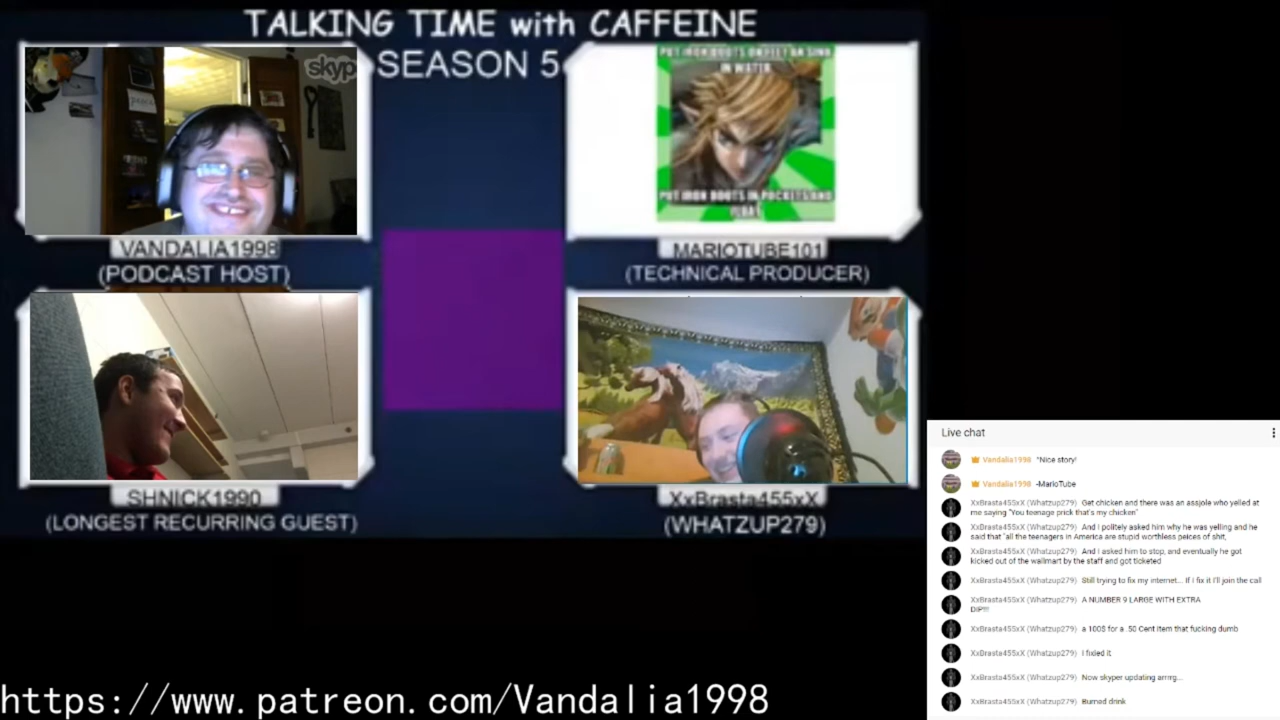 TALKING TIME with CAFFEINE
SEASON 5
skyp
PUT IRON BOOTS ON FEET AN SINK
IN WATER
PUT IRON BOOTS IN POCKETS AND
FLOAT
VANDALIA1998
(PODCAST HOST)
MARIOTUBE101
(TECHNICAL PRODUCER)
SHNICK1990
(LONGEST RECURRING GUEST)
XxBrasta455xX
(WHATZUP279)
https://www.patreon.com/Vandalia1998
Live chat
Vandalia1998 "Nice story!
Vandalia1998 -MarioTube
XxBrasta455xX (Whatzup279) Get chicken and there was an assjole who yelled at
me saying "You teenage prick that's my chicken"
XxBrasta455xX (Whatzup279) And I politely asked him why he was yelling and he
said that "all the teenagers in America are stupid worthless peices of shit,
XxBrasta455xX (Whatzup279) And I asked him to stop, and eventually he got
kicked out of the wallmart by the staff and got ticketed
XxBrasta455xX (Whatzup279) Still trying to fix my internet... If I fix it I'll join the call
XxBrasta455xX (Whatzup279) A NUMBER 9 LARGE WITH EXTRA
DIP!!!
XxBrasta455xX (Whatzup279) a 100$ for a .50 Cent item that fucking dumb
XxBrasta455xX (Whatzup279) I fixied it
XxBrasta455xX (Whatzup279) Now skyper updating arrrrg...
XxBrasta455xX (Whatzup279) Burned drink